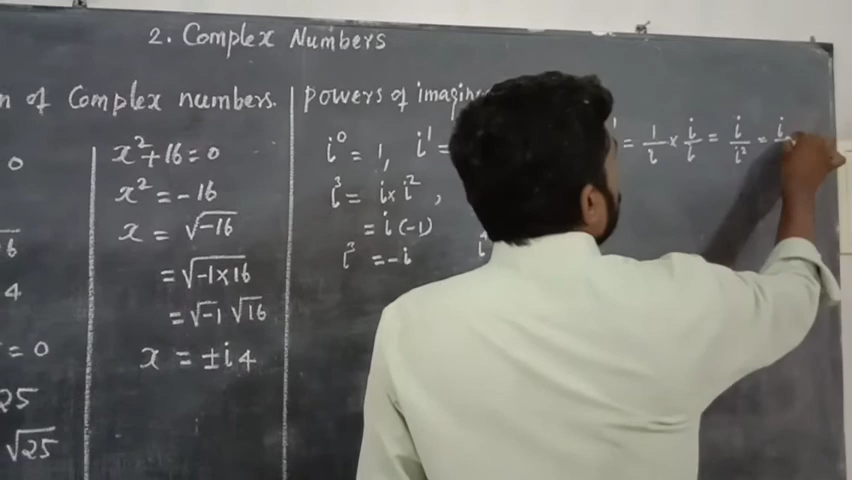 2. Complex Numbers
n of Complex numbers.
0
4
= 0
25
√25
x²+16=0
x² = -16
x = √-16
= √-1×16
= √-1 √16
x = ±i4
Powers of imagin
i⁰ = 1, i¹ =
= 1/i × i/i = i/i² = i
i³ = i×i²,
= i(-1)
i³ = -i